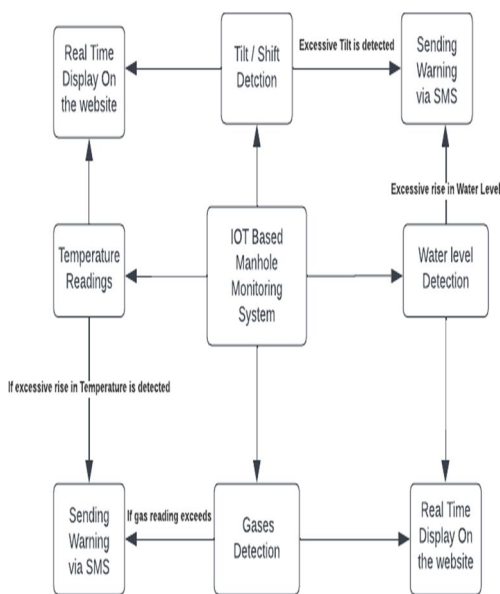 Real Time
Display On
the website
Tilt / Shift
Detction
Excessive Tilt is detected
Sending
Warning
via SMS
Excessive rise in Water Level
Temperature
Readings
IOT Based
Manhole
Monitoring
System
Water level
Detection
If excessive rise in Temperature is detected
Sending
Warning
via SMS
If gas reading exceeds
Gases
Detection
Real Time
Display On
the website